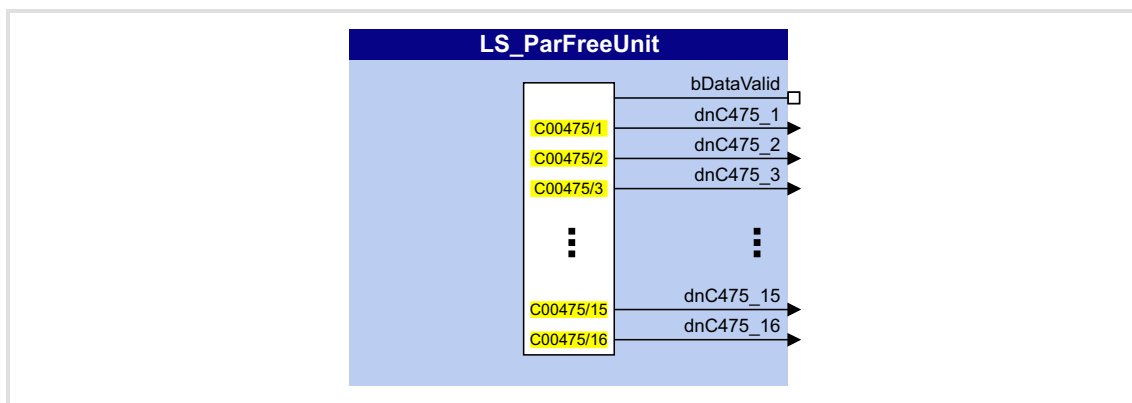 LS_ParFreeUnit
bDataValid
C00475/1 dnC475_1
C00475/2 dnC475_2
C00475/3 dnC475_3
C00475/15 dnC475_15
C00475/16 dnC475_16